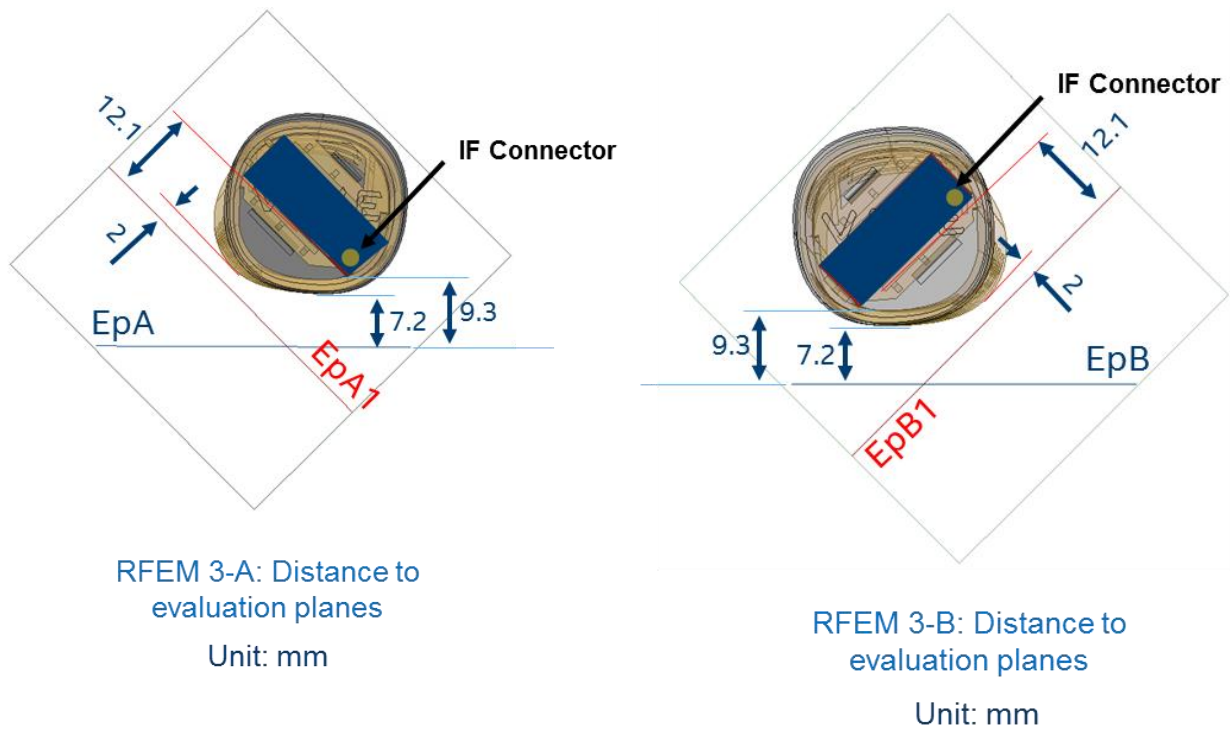 12.1
IF Connector
2
7.2
9.3
EpA
EpA1
RFEM 3-A: Distance to
evaluation planes
Unit: mm
IF Connector
12.1
2
9.3
7.2
EpB
EpB1
RFEM 3-B: Distance to
evaluation planes
Unit: mm